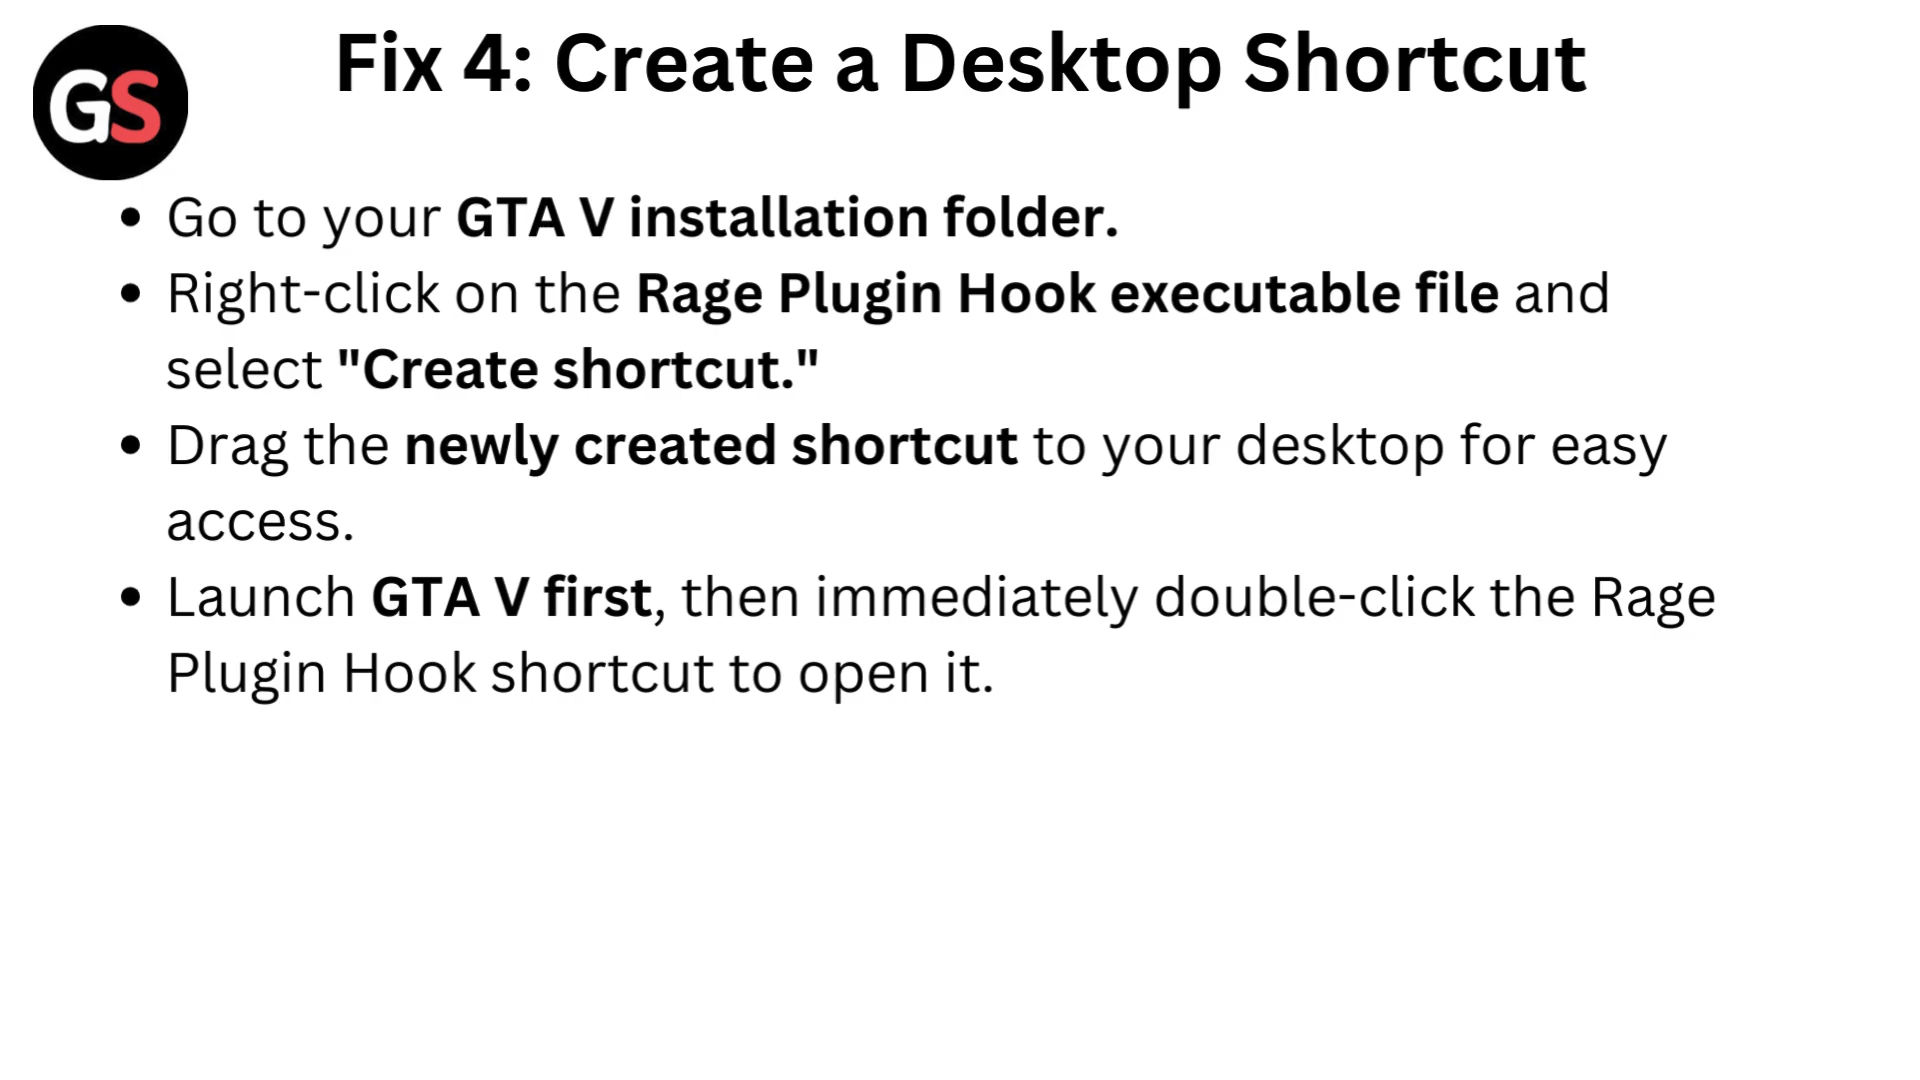 GS
Fix 4: Create a Desktop Shortcut
• Go to your GTA V installation folder.
• Right-click on the Rage Plugin Hook executable file and
select "Create shortcut."
• Drag the newly created shortcut to your desktop for easy
access.
• Launch GTA V first, then immediately double-click the Rage
Plugin Hook shortcut to open it.